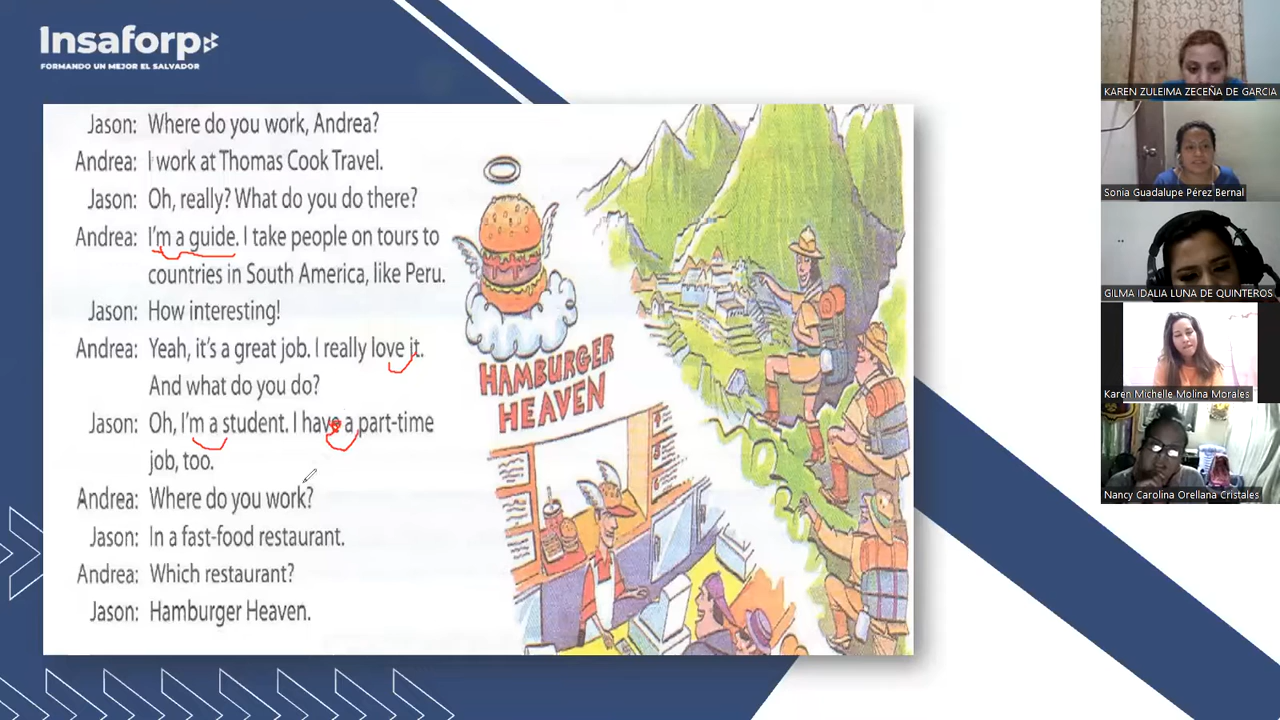 Insaforp
FORMANDO UN MEJOR EL SALVADOR
Jason: Where do you work, Andrea?
Andrea: I work at Thomas Cook Travel.
Jason: Oh, really? What do you do there?
Andrea: I'm a guide. I take people on tours to
countries in South America, like Peru.
Jason: How interesting!
Andrea: Yeah, it's a great job. I really love it.
And what do you do?
Jason: Oh, I'm a student. I have a part-time
job, too.
Andrea: Where do you work?
Jason: In a fast-food restaurant.
Andrea: Which restaurant?
Jason: Hamburger Heaven.
HAMBURGER
HEAVEN
KAREN ZULEIMA ZECEÑA DE GARCIA
Sonia Guadalupe Pérez Bernal
GILMA IDALIA LUNA DE QUINTEROS
Karen Michelle Molina Morales
Nancy Carolina Orellana Cristales